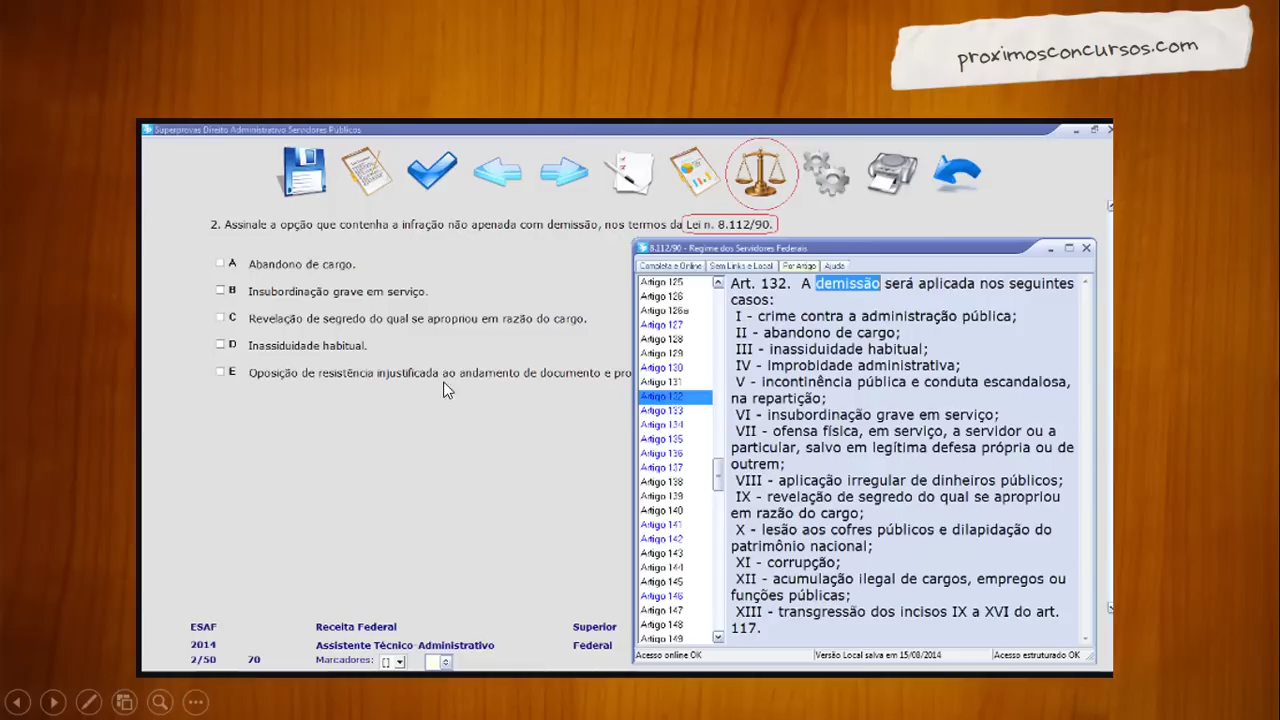 proximosconcursos.com
Superprovas Direito Administrativo Servidores Públicos
2. Assinale a opção que contenha a infração não apenada com demissão, nos termos da Lei n. 8.112/90.
A Abandono de cargo.
B Insubordinação grave em serviço.
C Revelação de segredo do qual se apropriou em razão do cargo.
D Inassiduidade habitual.
E Oposição de resistência injustificada ao andamento de documento e pro
8.112/90 - Regime dos Servidores Federais
Completa e Online Sem Links e Local Por Artigo Ajuda
Artigo 125
Artigo 126
Artigo 126a
Artigo 127
Artigo 128
Artigo 129
Artigo 130
Artigo 131
Artigo 132
Artigo 133
Artigo 134
Artigo 135
Artigo 136
Artigo 137
Artigo 138
Artigo 139
Artigo 140
Artigo 141
Artigo 142
Artigo 143
Artigo 144
Artigo 145
Artigo 146
Artigo 147
Artigo 148
Artigo 149
Art. 132. A demissão será aplicada nos seguintes
casos:
I - crime contra a administração pública;
II - abandono de cargo;
III - inassiduidade habitual;
IV - improbidade administrativa;
V - incontinência pública e conduta escandalosa,
na repartição;
VI - insubordinação grave em serviço;
VII - ofensa física, em serviço, a servidor ou a
particular, salvo em legítima defesa própria ou de
outrem;
VIII - aplicação irregular de dinheiros públicos;
IX - revelação de segredo do qual se apropriou
em razão do cargo;
X - lesão aos cofres públicos e dilapidação do
patrimônio nacional;
XI - corrupção;
XII - acumulação ilegal de cargos, empregos ou
funções públicas;
XIII - transgressão dos incisos IX a XVI do art.
117.
Acesso online OK Versão Local salva em 15/08/2014 Acesso estruturado OK
ESAF Receita Federal Superior
2014 Assistente Técnico-Administrativo Federal
2/50 70 Marcadores: []